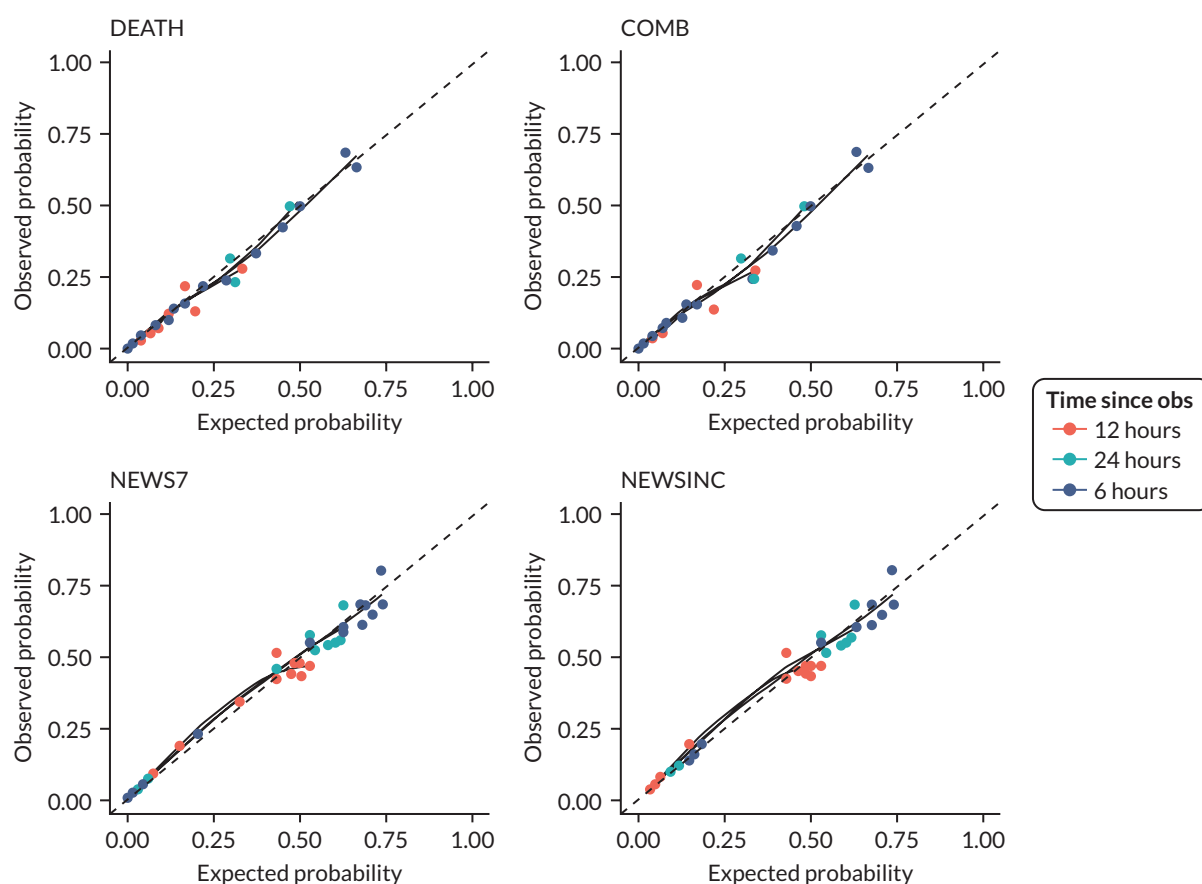 DEATH
1.00
0.75
0.50
0.25
0.00
Observed probability
0.00 0.25 0.50 0.75 1.00
Expected probability
COMB
1.00
0.75
0.50
0.25
0.00
Observed probability
0.00 0.25 0.50 0.75 1.00
Expected probability
Time since obs
12 hours
24 hours
6 hours
NEWS7
1.00
0.75
0.50
0.25
0.00
Observed probability
0.00 0.25 0.50 0.75 1.00
Expected probability
NEWSINC
1.00
0.75
0.50
0.25
0.00
Observed probability
0.00 0.25 0.50 0.75 1.00
Expected probability